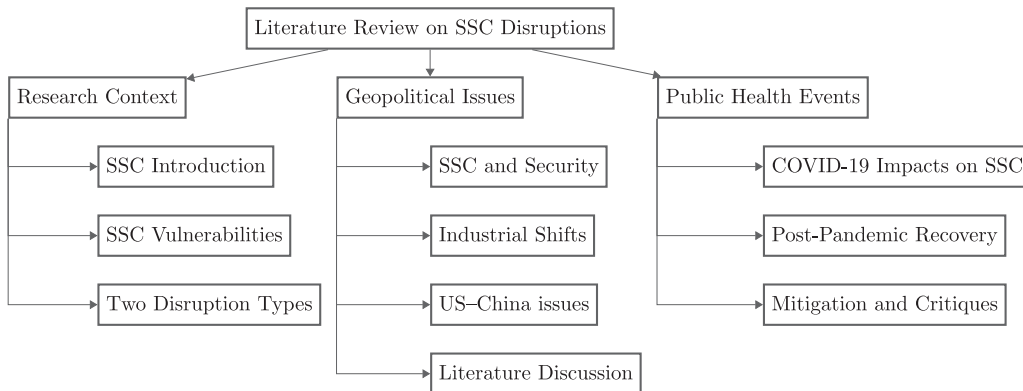 Literature Review on SSC Disruptions
Research Context
Geopolitical Issues
Public Health Events
SSC Introduction
SSC and Security
COVID-19 Impacts on SSC
SSC Vulnerabilities
Industrial Shifts
Post-Pandemic Recovery
Two Disruption Types
US–China issues
Mitigation and Critiques
Literature Discussion